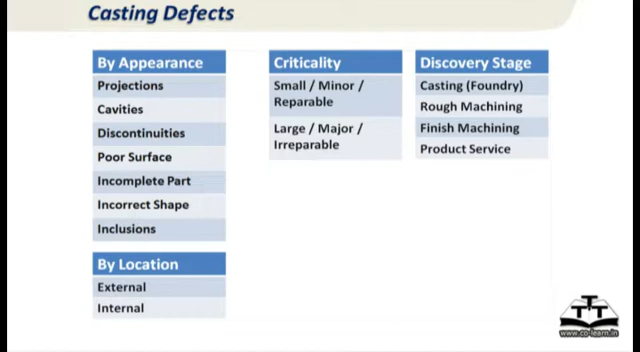 Casting Defects
By Appearance
Projections
Cavities
Discontinuities
Poor Surface
Incomplete Part
Incorrect Shape
Inclusions
By Location
External
Internal
Criticality
Small / Minor /
Reparable
Large / Major /
Irreparable
Discovery Stage
Casting (Foundry)
Rough Machining
Finish Machining
Product Service
TTT
www.co-learn.in